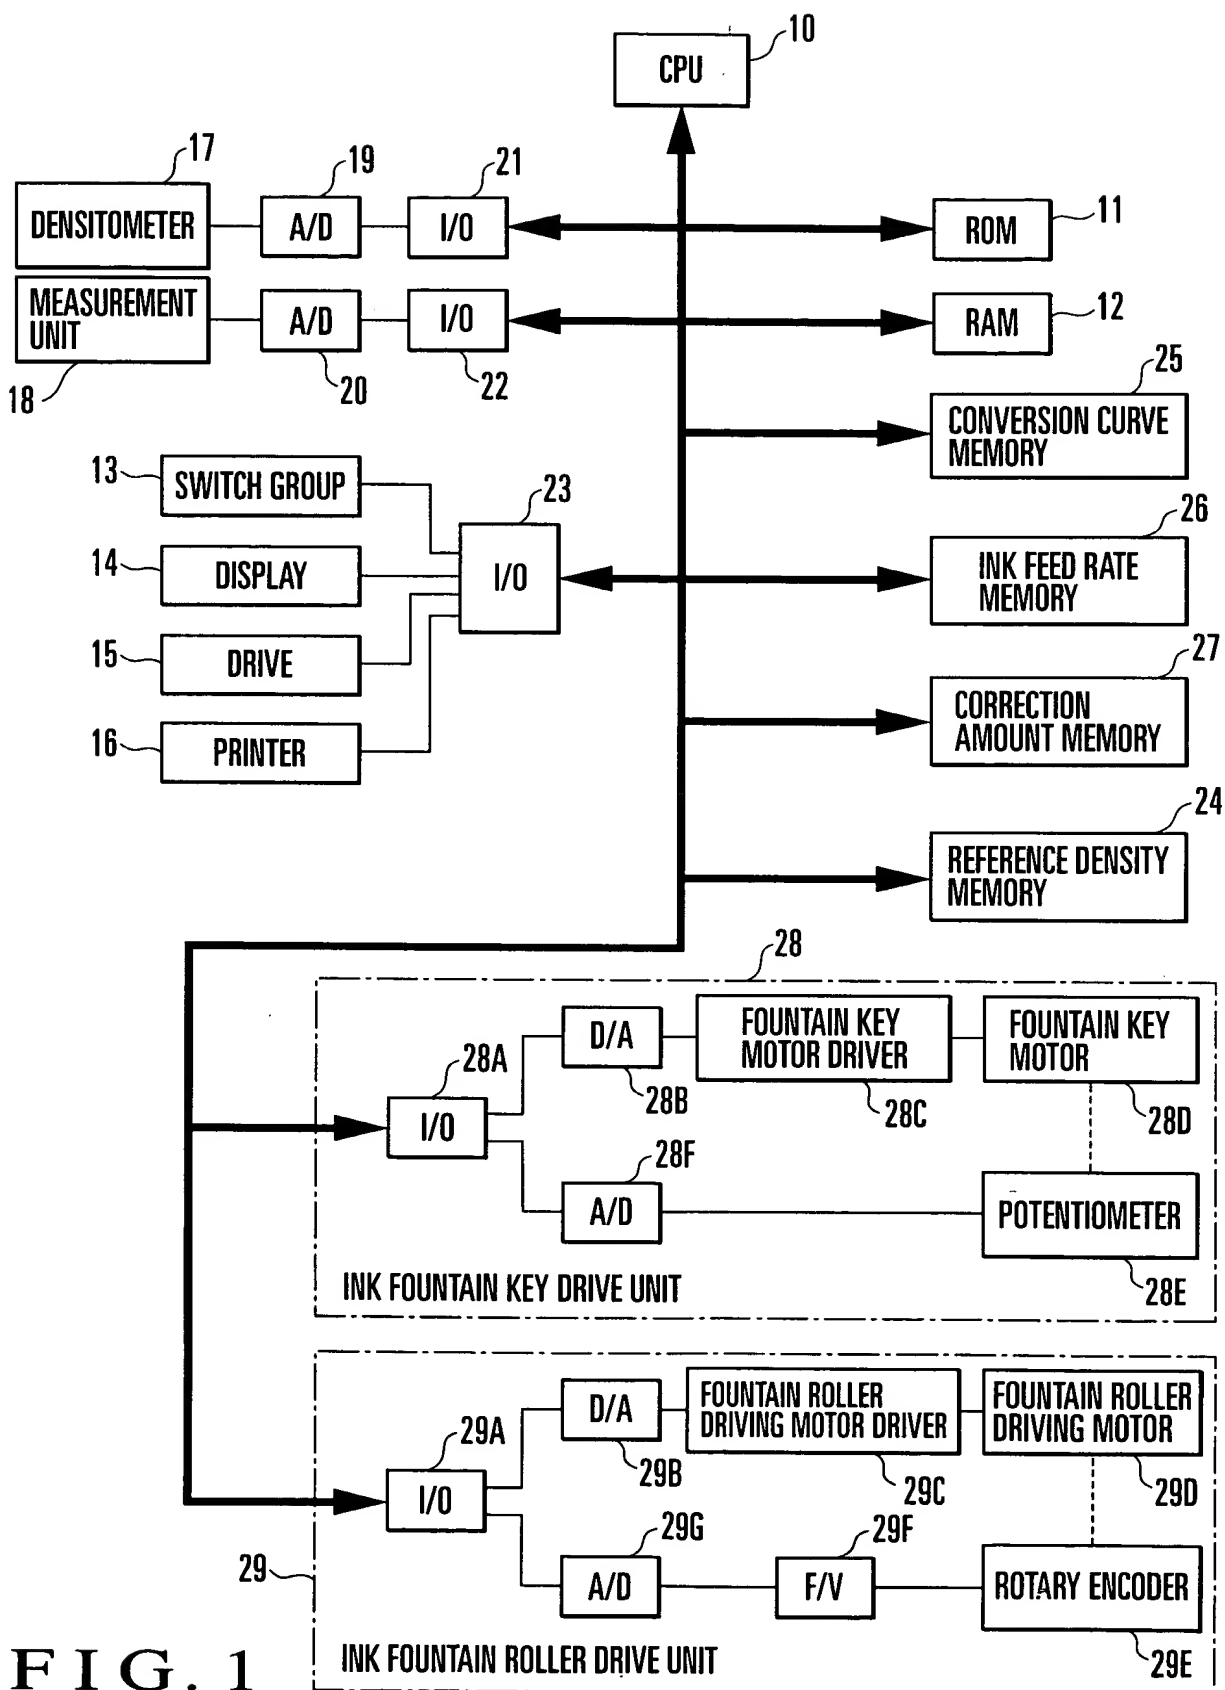 10
CPU
17
19
21
DENSITOMETER
A/D
I/O
11
ROM
MEASUREMENT
UNIT
A/D
I/O
12
RAM
18
20
22
25
CONVERSION CURVE
MEMORY
13
SWITCH GROUP
23
26
14
DISPLAY
I/O
INK FEED RATE
MEMORY
15
DRIVE
27
16
PRINTER
CORRECTION
AMOUNT MEMORY
24
REFERENCE DENSITY
MEMORY
28
28A
I/O
D/A
28B
FOUNTAIN KEY
MOTOR DRIVER
28C
FOUNTAIN KEY
MOTOR
28D
28F
A/D
POTENTIOMETER
28E
INK FOUNTAIN KEY DRIVE UNIT
29A
I/O
D/A
29B
FOUNTAIN ROLLER
DRIVING MOTOR DRIVER
29C
FOUNTAIN ROLLER
DRIVING MOTOR
29D
29G
A/D
29F
F/V
ROTARY ENCODER
29E
29
INK FOUNTAIN ROLLER DRIVE UNIT
FIG. 1